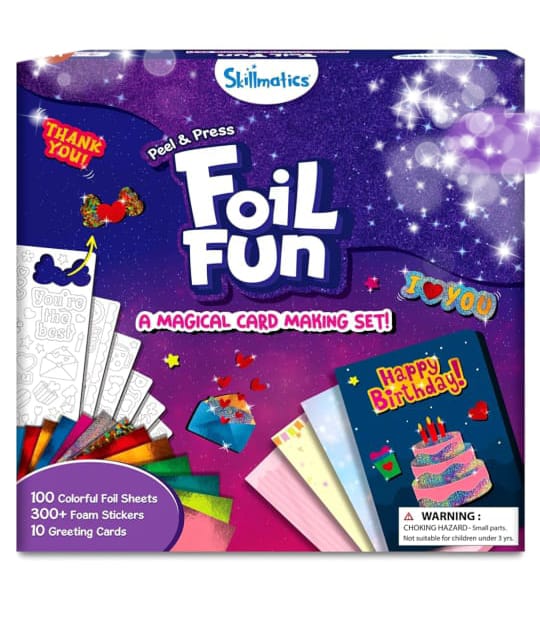 FOIL FUN
Skillmatics
Peel & Press
FOiL
FUN
A MAGICAL CARD MAKING SET!
THANK
YOU!
You're
the
best
I ♥ YOU
Happy
Birthday!
100 Colorful Foil Sheets
300+ Foam Stickers
10 Greeting Cards
⚠ WARNING :
CHOKING HAZARD - Small parts.
Not suitable for children under 3 yrs.